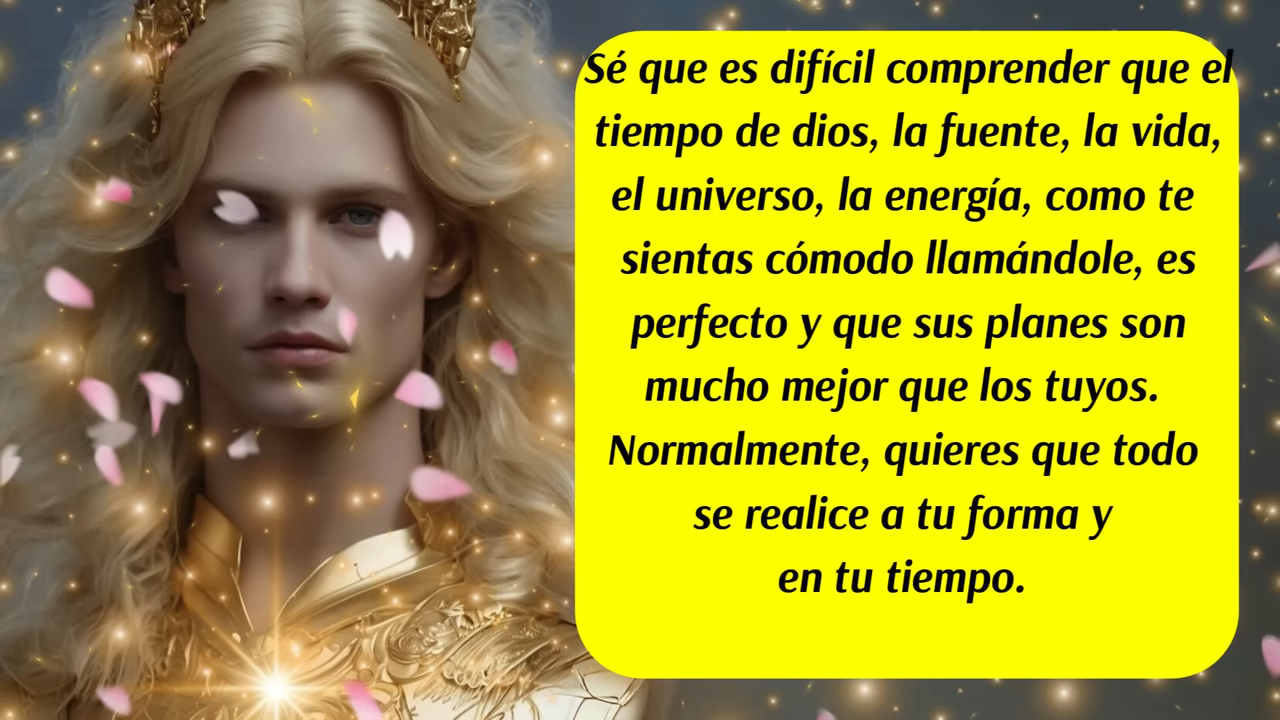 Sé que es difícil comprender que el
tiempo de dios, la fuente, la vida,
el universo, la energía, como te
sientas cómodo llamándole, es
perfecto y que sus planes son
mucho mejor que los tuyos.
Normalmente, quieres que todo
se realice a tu forma y
en tu tiempo.